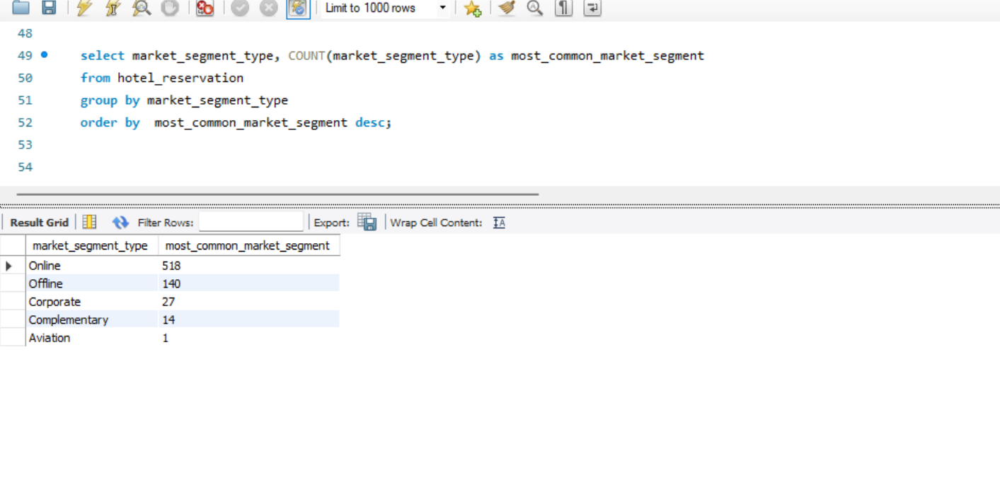 Limit to 1000 rows
48
49 select market_segment_type, COUNT(market_segment_type) as most_common_market_segment
50 from hotel_reservation
51 group by market_segment_type
52 order by  most_common_market_segment desc;
53
54
Result Grid Filter Rows: Export: Wrap Cell Content: IA
market_segment_type most_common_market_segment
Online 518
Offline 140
Corporate 27
Complementary 14
Aviation 1